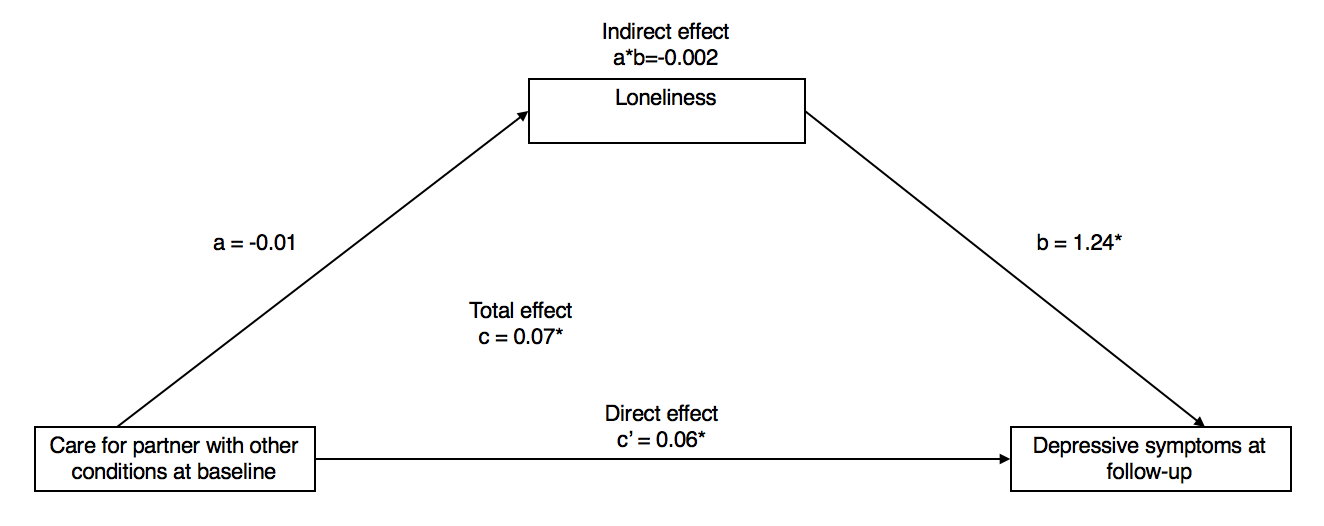 Indirect effect
a*b=-0.002
Loneliness
a = -0.01
b = 1.24*
Total effect
c = 0.07*
Direct effect
c’ = 0.06*
Care for partner with other
conditions at baseline
Depressive symptoms at
follow-up